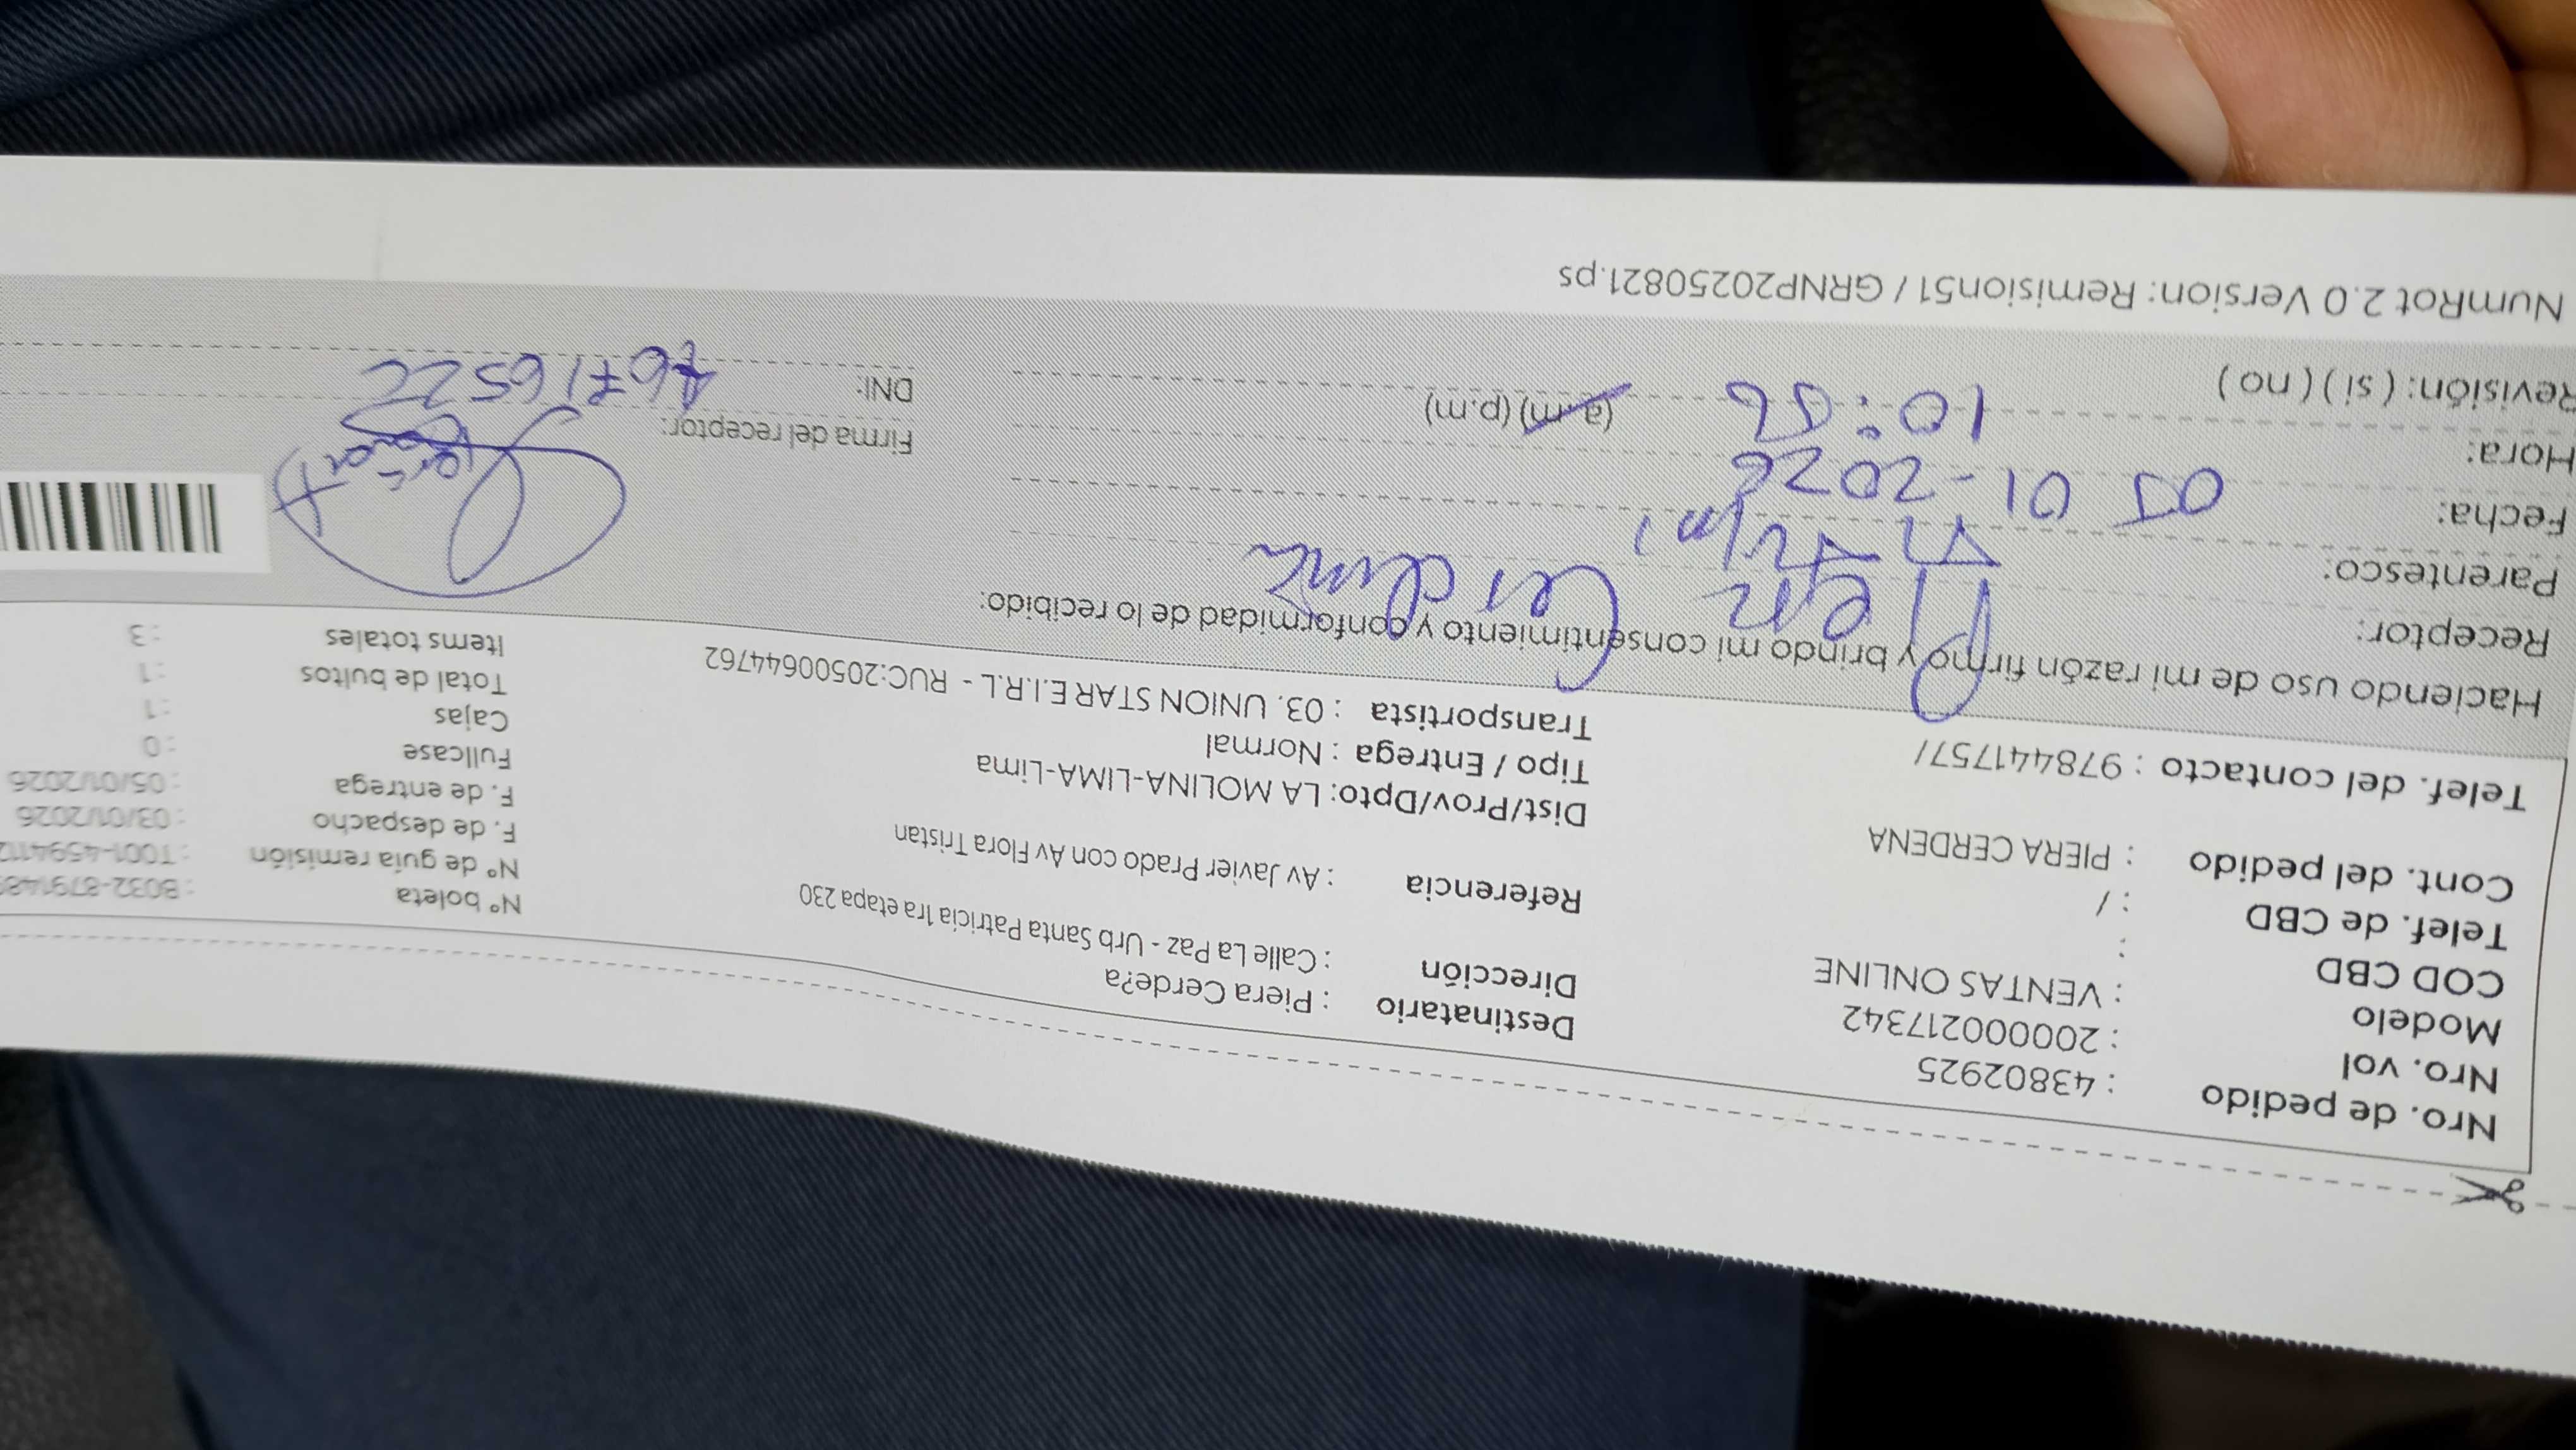 Nro. de pedido : 43802925
Nro. vol : 200000217342
Modelo : VENTAS ONLINE
COD CBD :
Telef. de CBD : /
Cont. del pedido : PIERA CERDENA
Telef. del contacto : 978441757/
Destinatario : Piera Cerde?a
Dirección : Calle La Paz - Urb Santa Patricia 1ra etapa 230
Referencia : Av Javier Prado con Av Flora Tristan
Dist/Prov/Dpto: LA MOLINA-LIMA-Lima
Tipo / Entrega : Normal
Transportista : 03. UNION STAR E.I.R.L - RUC:20500644762
Nº boleta : B032-879148
Nº de guía remisión : T001-459411
F. de despacho : 03/01/2026
F. de entrega : 05/01/2026
Fullcase : 0
Cajas : 1
Total de bultos : 1
Items totales : 3
Haciendo uso de mi razón firmo y brindo mi consentimiento y conformidad de lo recibido:
Receptor:
Parentesco:
Fecha: 05 01-2026
Hora: 10:56 (a.m) (p.m)
Revisión: ( si ) ( no )
Firma del receptor:
DNI:
NumRot 2.0 Version: Remision51 / GRNP20250821.ps